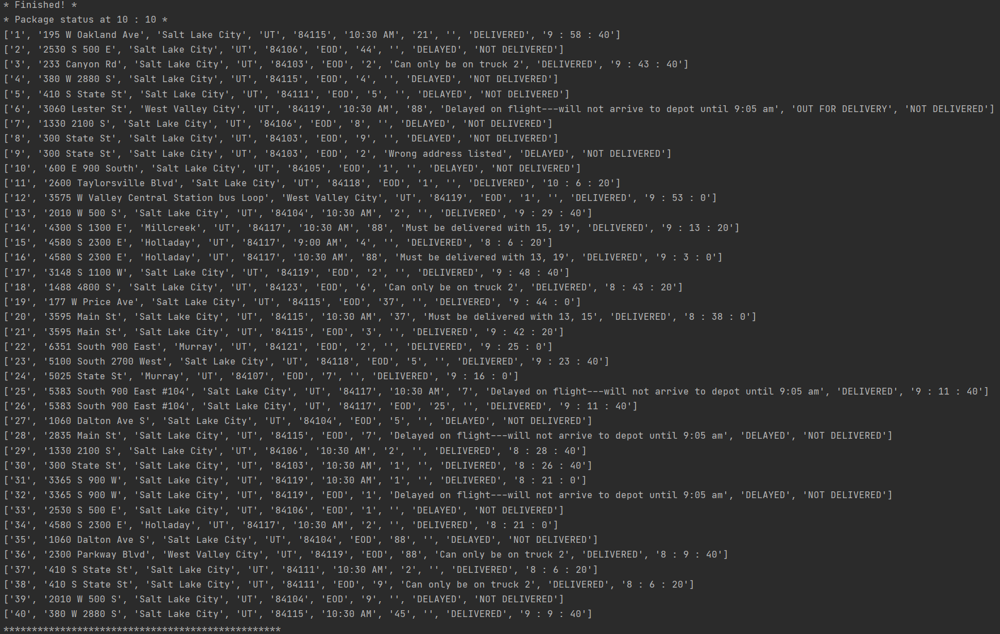 * Finished! *
* Package status at 10 : 10 *
['1', '195 W Oakland Ave', 'Salt Lake City', 'UT', '84115', '10:30 AM', '21', '', 'DELIVERED', '9 : 58 : 40']
['2', '2530 S 500 E', 'Salt Lake City', 'UT', '84106', 'EOD', '44', '', 'DELAYED', 'NOT DELIVERED']
['3', '233 Canyon Rd', 'Salt Lake City', 'UT', '84103', 'EOD', '2', 'Can only be on truck 2', 'DELIVERED', '9 : 43 : 40']
['4', '380 W 2880 S', 'Salt Lake City', 'UT', '84115', 'EOD', '4', '', 'DELAYED', 'NOT DELIVERED']
['5', '410 S State St', 'Salt Lake City', 'UT', '84111', 'EOD', '5', '', 'DELAYED', 'NOT DELIVERED']
['6', '3060 Lester St', 'West Valley City', 'UT', '84119', '10:30 AM', '88', 'Delayed on flight---will not arrive to depot until 9:05 am', 'OUT FOR DELIVERY', 'NOT DELIVERED']
['7', '1330 2100 S', 'Salt Lake City', 'UT', '84106', 'EOD', '8', '', 'DELAYED', 'NOT DELIVERED']
['8', '300 State St', 'Salt Lake City', 'UT', '84103', 'EOD', '9', '', 'DELAYED', 'NOT DELIVERED']
['9', '300 State St', 'Salt Lake City', 'UT', '84103', 'EOD', '2', 'Wrong address listed', 'DELAYED', 'NOT DELIVERED']
['10', '600 E 900 South', 'Salt Lake City', 'UT', '84105', 'EOD', '1', '', 'DELAYED', 'NOT DELIVERED']
['11', '2600 Taylorsville Blvd', 'Salt Lake City', 'UT', '84118', 'EOD', '1', '', 'DELIVERED', '10 : 6 : 20']
['12', '3575 W Valley Central Station bus Loop', 'West Valley City', 'UT', '84119', 'EOD', '1', '', 'DELIVERED', '9 : 53 : 0']
['13', '2010 W 500 S', 'Salt Lake City', 'UT', '84104', '10:30 AM', '2', '', 'DELIVERED', '9 : 29 : 40']
['14', '4300 S 1300 E', 'Millcreek', 'UT', '84117', '10:30 AM', '88', 'Must be delivered with 15, 19', 'DELIVERED', '9 : 13 : 20']
['15', '4580 S 2300 E', 'Holladay', 'UT', '84117', '9:00 AM', '4', '', 'DELIVERED', '8 : 6 : 20']
['16', '4580 S 2300 E', 'Holladay', 'UT', '84117', '10:30 AM', '88', 'Must be delivered with 13, 19', 'DELIVERED', '9 : 3 : 0']
['17', '3148 S 1100 W', 'Salt Lake City', 'UT', '84119', 'EOD', '2', '', 'DELIVERED', '9 : 48 : 40']
['18', '1488 4800 S', 'Salt Lake City', 'UT', '84123', 'EOD', '6', 'Can only be on truck 2', 'DELIVERED', '8 : 43 : 20']
['19', '177 W Price Ave', 'Salt Lake City', 'UT', '84115', 'EOD', '37', '', 'DELIVERED', '9 : 44 : 0']
['20', '3595 Main St', 'Salt Lake City', 'UT', '84115', '10:30 AM', '37', 'Must be delivered with 13, 15', 'DELIVERED', '8 : 38 : 0']
['21', '3595 Main St', 'Salt Lake City', 'UT', '84115', 'EOD', '3', '', 'DELIVERED', '9 : 42 : 20']
['22', '6351 South 900 East', 'Murray', 'UT', '84121', 'EOD', '2', '', 'DELIVERED', '9 : 25 : 0']
['23', '5100 South 2700 West', 'Salt Lake City', 'UT', '84118', 'EOD', '5', '', 'DELIVERED', '9 : 23 : 40']
['24', '5025 State St', 'Murray', 'UT', '84107', 'EOD', '7', '', 'DELIVERED', '9 : 16 : 0']
['25', '5383 South 900 East #104', 'Salt Lake City', 'UT', '84117', '10:30 AM', '7', 'Delayed on flight---will not arrive to depot until 9:05 am', 'DELIVERED', '9 : 11 : 40']
['26', '5383 South 900 East #104', 'Salt Lake City', 'UT', '84117', 'EOD', '25', '', 'DELIVERED', '9 : 11 : 40']
['27', '1060 Dalton Ave S', 'Salt Lake City', 'UT', '84104', 'EOD', '5', '', 'DELAYED', 'NOT DELIVERED']
['28', '2835 Main St', 'Salt Lake City', 'UT', '84115', 'EOD', '7', 'Delayed on flight---will not arrive to depot until 9:05 am', 'DELAYED', 'NOT DELIVERED']
['29', '1330 2100 S', 'Salt Lake City', 'UT', '84106', '10:30 AM', '2', '', 'DELIVERED', '8 : 28 : 40']
['30', '300 State St', 'Salt Lake City', 'UT', '84103', '10:30 AM', '1', '', 'DELIVERED', '8 : 26 : 40']
['31', '3365 S 900 W', 'Salt Lake City', 'UT', '84119', '10:30 AM', '1', '', 'DELIVERED', '8 : 21 : 0']
['32', '3365 S 900 W', 'Salt Lake City', 'UT', '84119', 'EOD', '1', 'Delayed on flight---will not arrive to depot until 9:05 am', 'DELAYED', 'NOT DELIVERED']
['33', '2530 S 500 E', 'Salt Lake City', 'UT', '84106', 'EOD', '1', '', 'DELAYED', 'NOT DELIVERED']
['34', '4580 S 2300 E', 'Holladay', 'UT', '84117', '10:30 AM', '2', '', 'DELIVERED', '8 : 21 : 0']
['35', '1060 Dalton Ave S', 'Salt Lake City', 'UT', '84104', 'EOD', '88', '', 'DELAYED', 'NOT DELIVERED']
['36', '2300 Parkway Blvd', 'West Valley City', 'UT', '84119', 'EOD', '88', 'Can only be on truck 2', 'DELIVERED', '8 : 9 : 40']
['37', '410 S State St', 'Salt Lake City', 'UT', '84111', '10:30 AM', '2', '', 'DELIVERED', '8 : 6 : 20']
['38', '410 S State St', 'Salt Lake City', 'UT', '84111', 'EOD', '9', 'Can only be on truck 2', 'DELIVERED', '8 : 6 : 20']
['39', '2010 W 500 S', 'Salt Lake City', 'UT', '84104', 'EOD', '9', '', 'DELAYED', 'NOT DELIVERED']
['40', '380 W 2880 S', 'Salt Lake City', 'UT', '84115', '10:30 AM', '45', '', 'DELIVERED', '9 : 9 : 40']
*************************************************